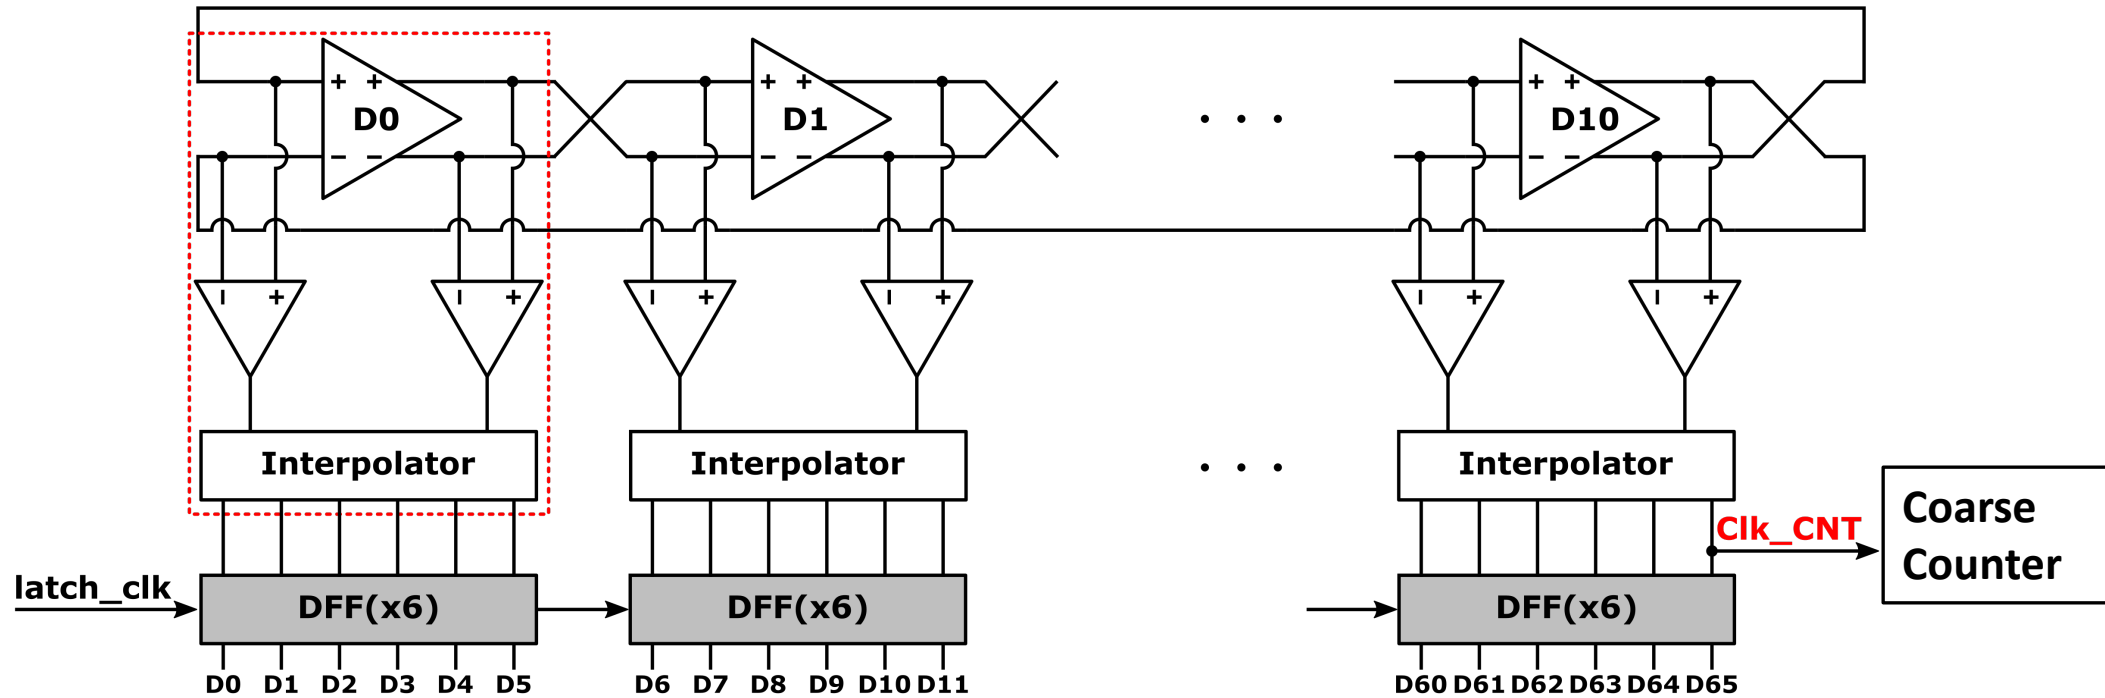 + + + + + +
D0 D1 . . . D10
− − − − − −
− + − + − + − + − + − +
Interpolator Interpolator . . . Interpolator
Coarse
Counter
Clk_CNT
latch_clk
DFF(x6) DFF(x6) DFF(x6)
D0 D1 D2 D3 D4 D5 D6 D7 D8 D9 D10 D11 D60 D61 D62 D63 D64 D65